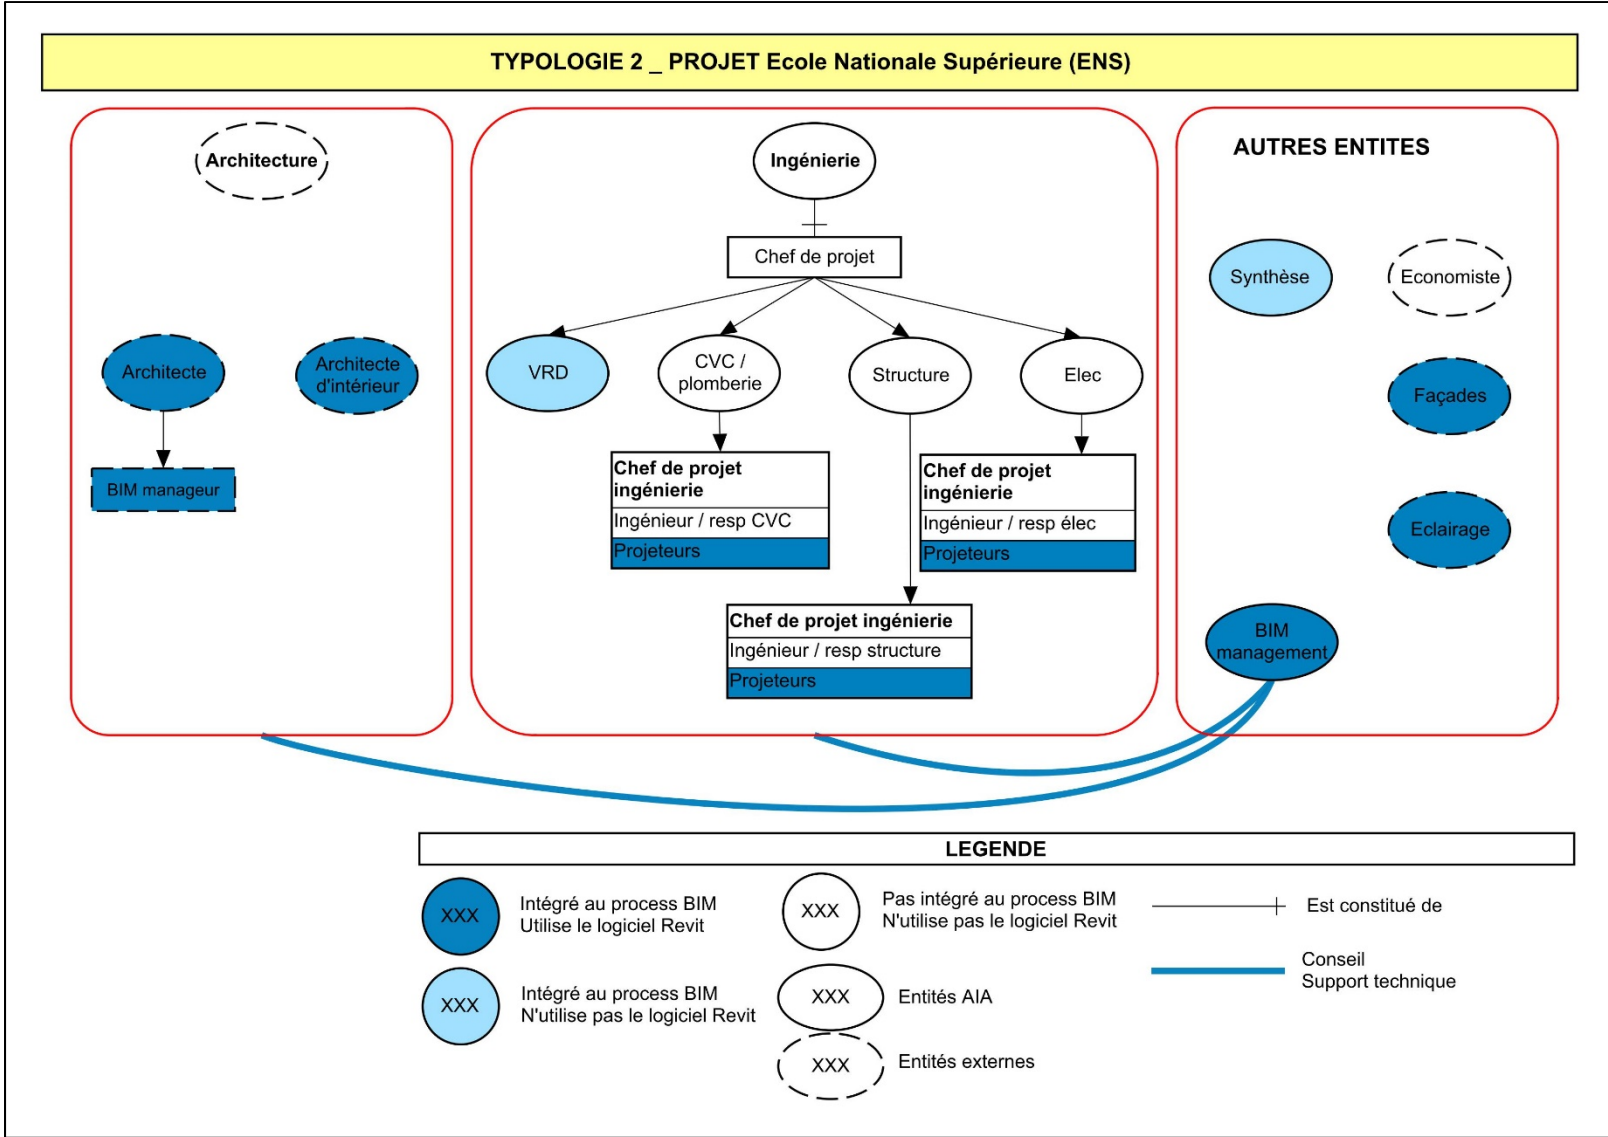 TYPOLOGIE 2 _ PROJET Ecole Nationale Supérieure (ENS)
Architecture
Architecte
Architecte
d'intérieur
BIM manageur
Ingénierie
Chef de projet
VRD
CVC /
plomberie
Structure
Elec
Chef de projet
ingénierie
Ingénieur / resp CVC
Projeteurs
Chef de projet
ingénierie
Ingénieur / resp élec
Projeteurs
Chef de projet ingénierie
Ingénieur / resp structure
Projeteurs
AUTRES ENTITES
Synthèse
Economiste
Façades
Eclairage
BIM
management
LEGENDE
XXX
Intégré au process BIM
Utilise le logiciel Revit
XXX
Intégré au process BIM
N'utilise pas le logiciel Revit
XXX
Pas intégré au process BIM
N'utilise pas le logiciel Revit
XXX
Entités AIA
XXX
Entités externes
Est constitué de
Conseil
Support technique